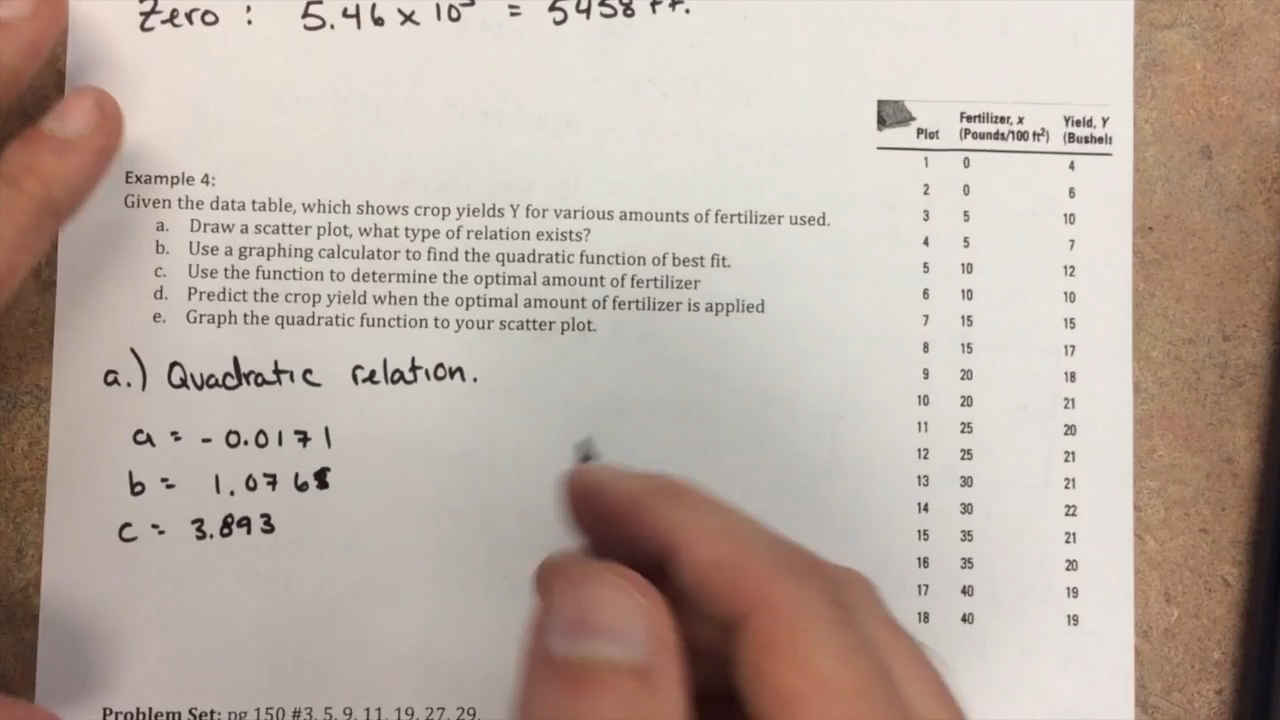 Zero : 5.46 x 10 = 5458 ft.
Plot Fertilizer, x (Pounds/100 ft²) Yield, Y (Bushels
1 0 4
2 0 6
3 5 10
4 5 7
5 10 12
6 10 10
7 15 15
8 15 17
9 20 18
10 20 21
11 25 20
12 25 21
13 30 21
14 30 22
15 35 21
16 35 20
17 40 19
18 40 19
Example 4:
Given the data table, which shows crop yields Y for various amounts of fertilizer used.
a. Draw a scatter plot, what type of relation exists?
b. Use a graphing calculator to find the quadratic function of best fit.
c. Use the function to determine the optimal amount of fertilizer
d. Predict the crop yield when the optimal amount of fertilizer is applied
e. Graph the quadratic function to your scatter plot.
a.) Quadratic relation.
a = -0.0171
b = 1.076
c = 3.893
Problem Set: pg 150 #3, 5, 9, 11, 19, 27, 29.